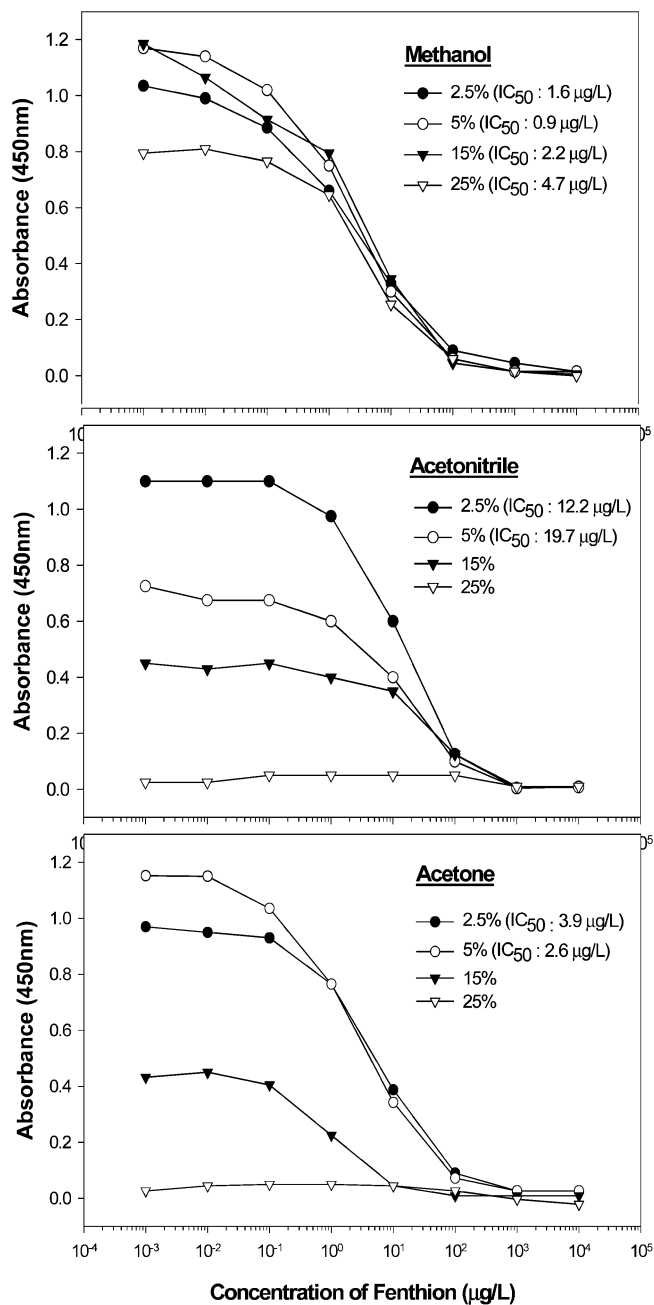 Methanol
2.5% (IC50 : 1.6 µg/L)
5% (IC50 : 0.9 µg/L)
15% (IC50 : 2.2 µg/L)
25% (IC50 : 4.7 µg/L)
Absorbance (450nm)
1.2
1.0
0.8
0.6
0.4
0.2
0.0
10
05
Acetonitrile
2.5% (IC50 : 12.2 µg/L)
5% (IC50 : 19.7 µg/L)
15%
25%
Absorbance (450nm)
1.2
1.0
0.8
0.6
0.4
0.2
0.0
10
05
Acetone
2.5% (IC50 : 3.9 µg/L)
5% (IC50 : 2.6 µg/L)
15%
25%
Absorbance (450nm)
1.2
1.0
0.8
0.6
0.4
0.2
0.0
10-4 10-3 10-2 10-1 100 101 102 103 104 105
Concentration of Fenthion (µg/L)